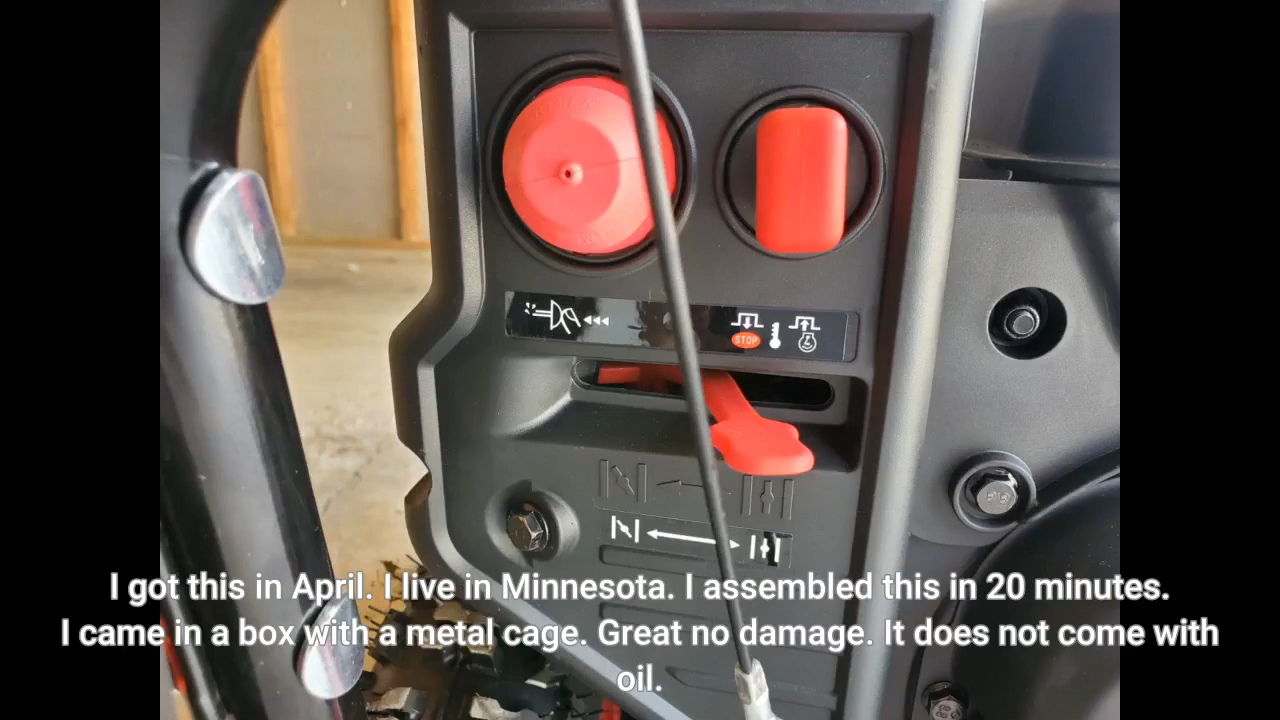 STOP
I got this in April. I live in Minnesota. I assembled this in 20 minutes.
I came in a box with a metal cage. Great no damage. It does not come with
oil.